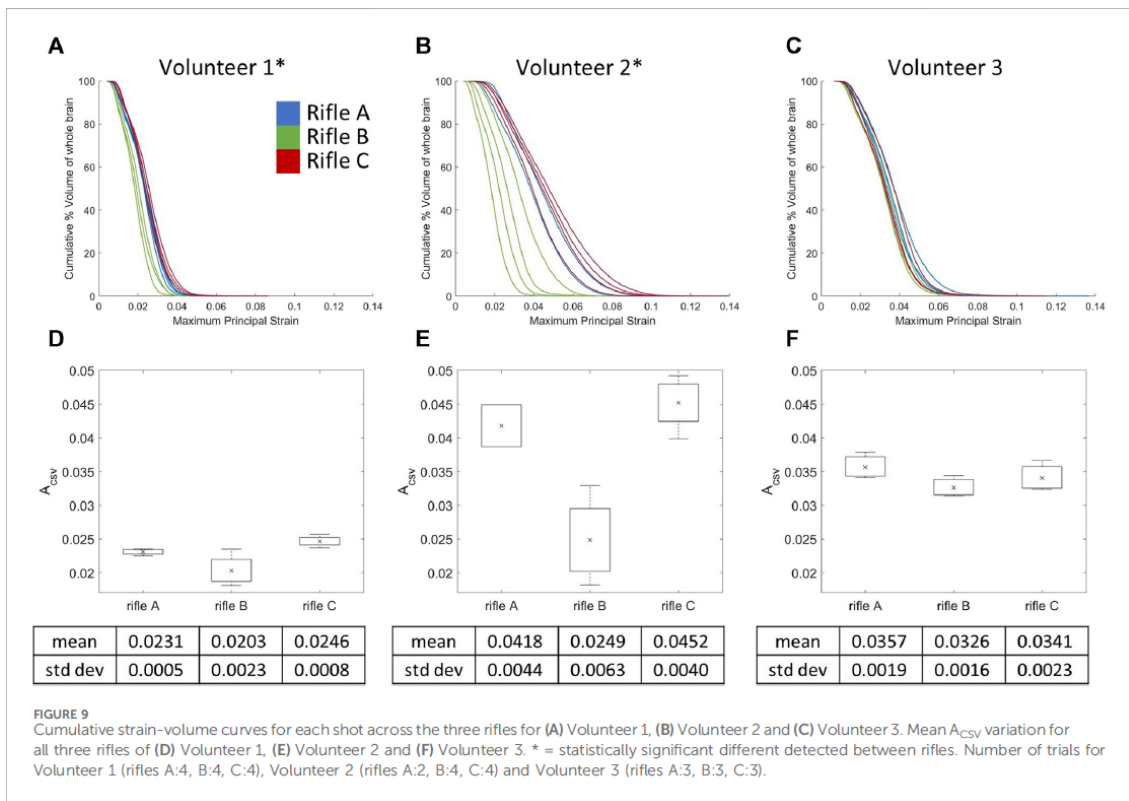 A
B
C
Volunteer 1*
Volunteer 2*
Volunteer 3
Rifle A
Rifle B
Rifle C
Cumulative % Volume of whole brain
100
80
60
40
20
0
0
0.02
0.04
0.06
0.08
0.1
0.12
0.14
Maximum Principal Strain
Cumulative % Volume of whole brain
100
80
60
40
20
0
0
0.02
0.04
0.06
0.08
0.1
0.12
0.14
Maximum Principal Strain
Cumulative % Volume of whole brain
100
80
60
40
20
0
0
0.02
0.04
0.06
0.08
0.1
0.12
0.14
Maximum Principal Strain
D
E
F
Acsv
0.05
0.045
0.04
0.035
0.03
0.025
0.02
rifle A
rifle B
rifle C
Acsv
0.05
0.045
0.04
0.035
0.03
0.025
0.02
rifle A
rifle B
rifle C
Acsv
0.05
0.045
0.04
0.035
0.03
0.025
0.02
rifle A
rifle B
rifle C
mean 0.0231 0.0203 0.0246
std dev 0.0005 0.0023 0.0008
mean 0.0418 0.0249 0.0452
std dev 0.0044 0.0063 0.0040
mean 0.0357 0.0326 0.0341
std dev 0.0019 0.0016 0.0023
FIGURE 9
Cumulative strain-volume curves for each shot across the three rifles for (A) Volunteer 1, (B) Volunteer 2 and (C) Volunteer 3. Mean ACSV variation for
all three rifles of (D) Volunteer 1, (E) Volunteer 2 and (F) Volunteer 3. * = statistically significant different detected between rifles. Number of trials for
Volunteer 1 (rifles A:4, B:4, C:4), Volunteer 2 (rifles A:2, B:4, C:4) and Volunteer 3 (rifles A:3, B:3, C:3).